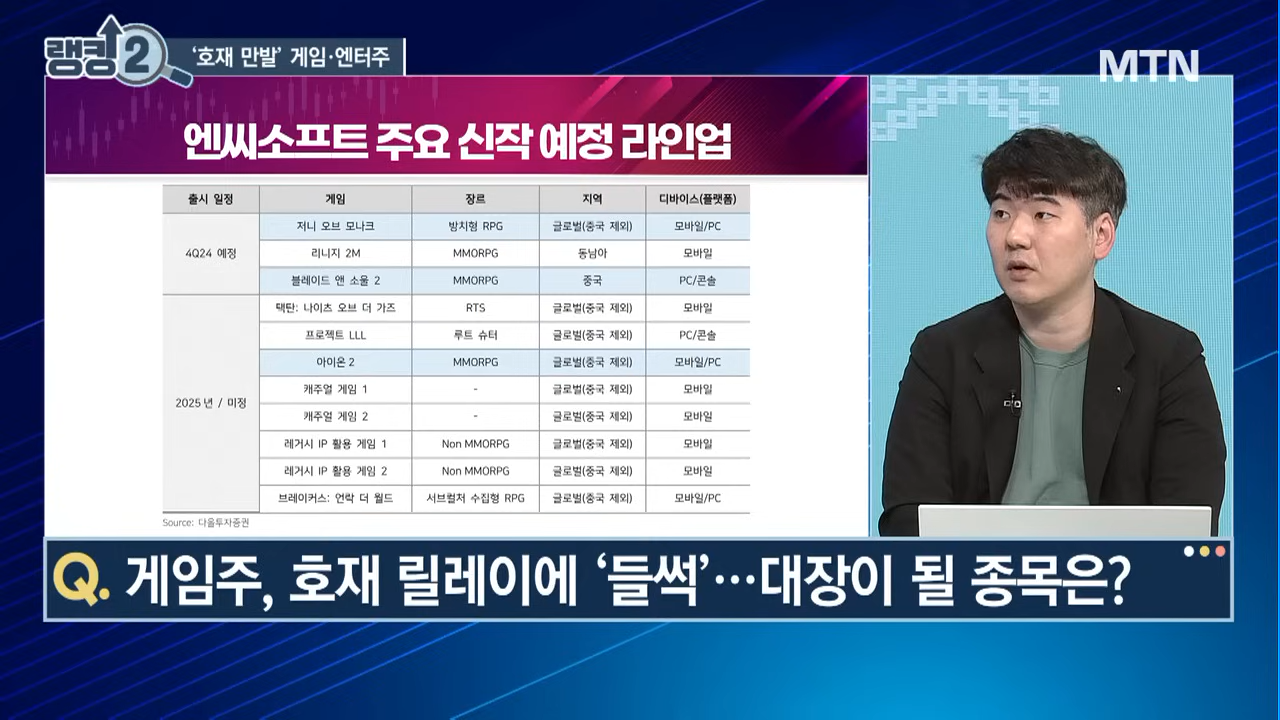 랭킹2
'호재 만발' 게임·엔터주
MTN
엔씨소프트 주요 신작 예정 라인업
출시 일정 게임 장르 지역 디바이스(플랫폼)
4Q24 예정
저니 오브 모나크 방치형 RPG 글로벌(중국 제외) 모바일/PC
리니지 2M MMORPG 동남아 모바일
블레이드 앤 소울 2 MMORPG 중국 PC/콘솔
2025년 / 미정
택탄: 나이츠 오브 더 가즈 RTS 글로벌(중국 제외) 모바일
프로젝트 LLL 루트 슈터 글로벌(중국 제외) PC/콘솔
아이온 2 MMORPG 글로벌(중국 제외) 모바일/PC
캐주얼 게임 1 - 글로벌(중국 제외) 모바일
캐주얼 게임 2 - 글로벌(중국 제외) 모바일
레거시 IP 활용 게임 1 Non MMORPG 글로벌(중국 제외) 모바일
레거시 IP 활용 게임 2 Non MMORPG 글로벌(중국 제외) 모바일
브레이커스: 언락 더 월드 서브컬처 수집형 RPG 글로벌(중국 제외) 모바일/PC
Source: 다올투자증권
Q. 게임주, 호재 릴레이에 '들썩'…대장이 될 종목은?